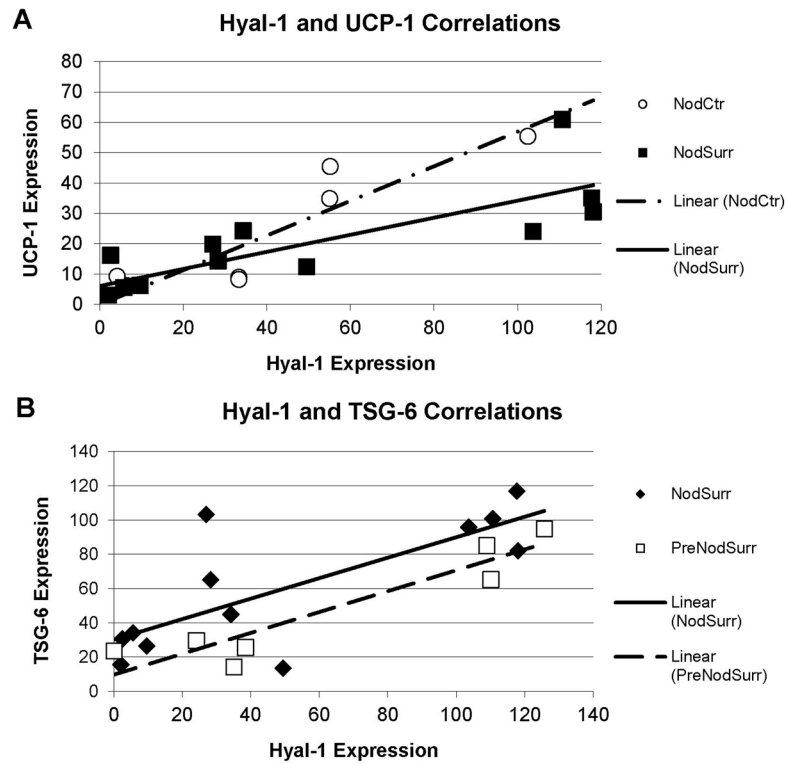 A
Hyal-1 and UCP-1 Correlations
80
70
60
50
40
30
20
10
0
UCP-1 Expression
0 20 40 60 80 100 120
Hyal-1 Expression
NodCtr
NodSurr
Linear (NodCtr)
Linear
(NodSurr)
B
Hyal-1 and TSG-6 Correlations
140
120
100
80
60
40
20
0
TSG-6 Expression
0 20 40 60 80 100 120 140
Hyal-1 Expression
NodSurr
PreNodSurr
Linear
(NodSurr)
Linear
(PreNodSurr)